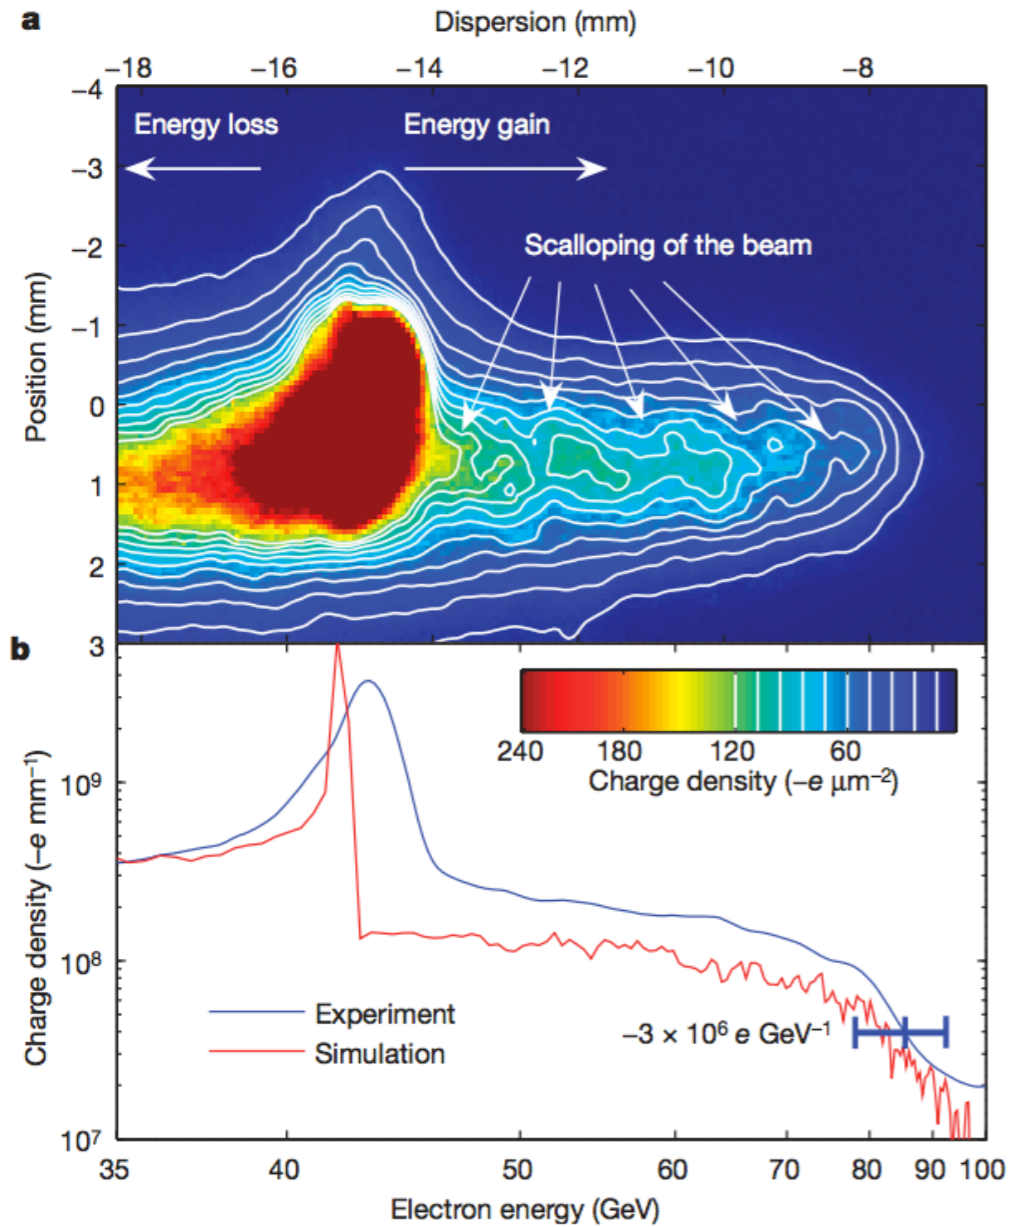 a
Dispersion (mm)
−18 −16 −14 −12 −10 −8
−4
Energy loss Energy gain
−3
−2
Scalloping of the beam
−1
Position (mm)
0
1
2
3
b
240 180 120 60
Charge density (−e μm⁻²)
10⁹
Charge density (−e mm⁻¹)
10⁸
Experiment
−3 × 10⁶ e GeV⁻¹
Simulation
10⁷
35 40 50 60 70 80 90 100
Electron energy (GeV)